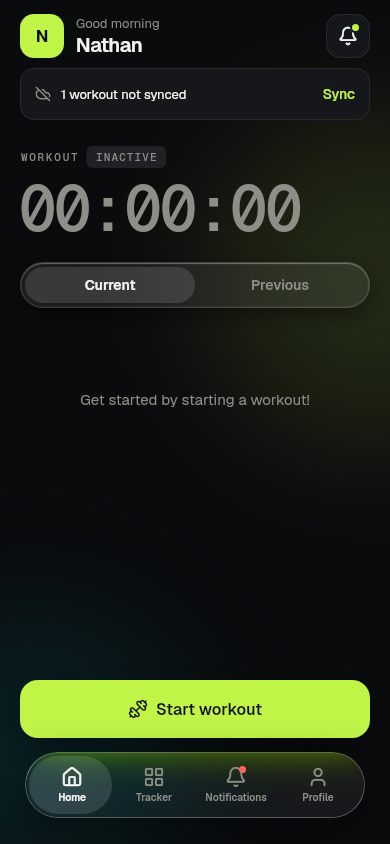 N
Good morning
Nathan
1 workout not synced
Sync
WORKOUT INACTIVE
00:00:00
Current Previous
Get started by starting a workout!
Start workout
Home Tracker Notifications Profile